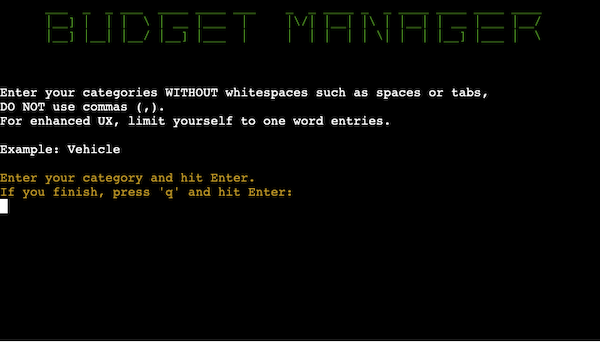 BUDGET MANAGER
Enter your categories WITHOUT whitespaces such as spaces or tabs,
DO NOT use commas (,).
For enhanced UX, limit yourself to one word entries.
Example: Vehicle
Enter your category and hit Enter.
If you finish, press 'q' and hit Enter: